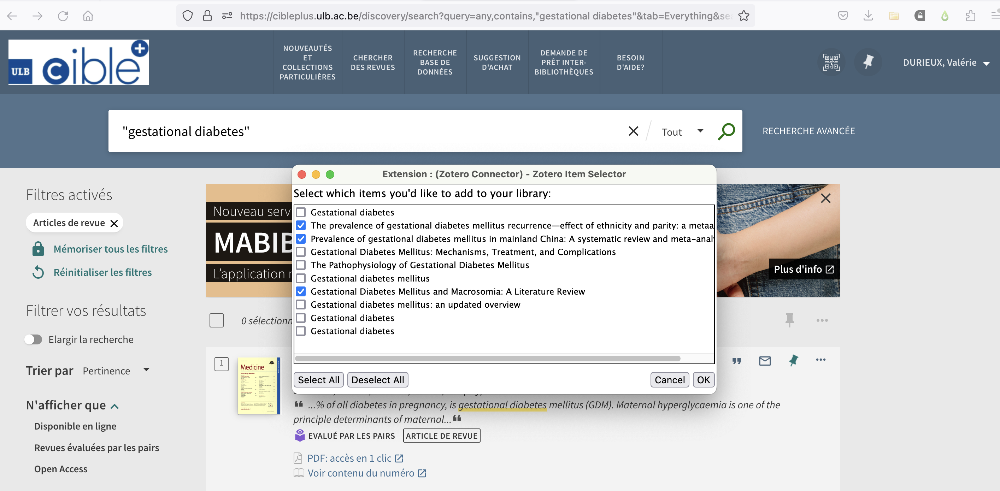 https://cibleplus.ulb.ac.be/discovery/search?query=any,contains,"gestational diabetes"&tab=Everything&se
ULB cible+
NOUVEAUTÉS
ET
COLLECTIONS
PARTICULIÈRES
CHERCHER
DES REVUES
RECHERCHE
BASE DE
DONNÉES
SUGGESTION
D'ACHAT
DEMANDE DE
PRÊT INTER-
BIBLIOTHÈQUES
BESOIN
D'AIDE?
DURIEUX, Valérie
"gestational diabetes"
Tout
RECHERCHE AVANCÉE
Extension : (Zotero Connector) - Zotero Item Selector
Select which items you'd like to add to your library:
Gestational diabetes
The prevalence of gestational diabetes mellitus recurrence—effect of ethnicity and parity: a metaa
Prevalence of gestational diabetes mellitus in mainland China: A systematic review and meta-anal
Gestational Diabetes Mellitus: Mechanisms, Treatment, and Complications
The Pathophysiology of Gestational Diabetes Mellitus
Gestational diabetes mellitus
Gestational Diabetes Mellitus and Macrosomia: A Literature Review
Gestational diabetes mellitus: an updated overview
Gestational diabetes
Gestational diabetes
Select All
Deselect All
Cancel
OK
Filtres activés
Articles de revue
Mémoriser tous les filtres
Réinitialiser les filtres
Filtrer vos résultats
Elargir la recherche
Trier par Pertinence
N'afficher que
Disponible en ligne
Revues évaluées par les pairs
Open Access
Nouveau serv
MABIB
L'application
Plus d'info
0 sélectionn
1
Medicine
...% of all diabetes in pregnancy, is gestational diabetes mellitus (GDM). Maternal hyperglycaemia is one of the
principle determinants of maternal...
EVALUÉ PAR LES PAIRS
ARTICLE DE REVUE
PDF: accès en 1 clic
Voir contenu du numéro